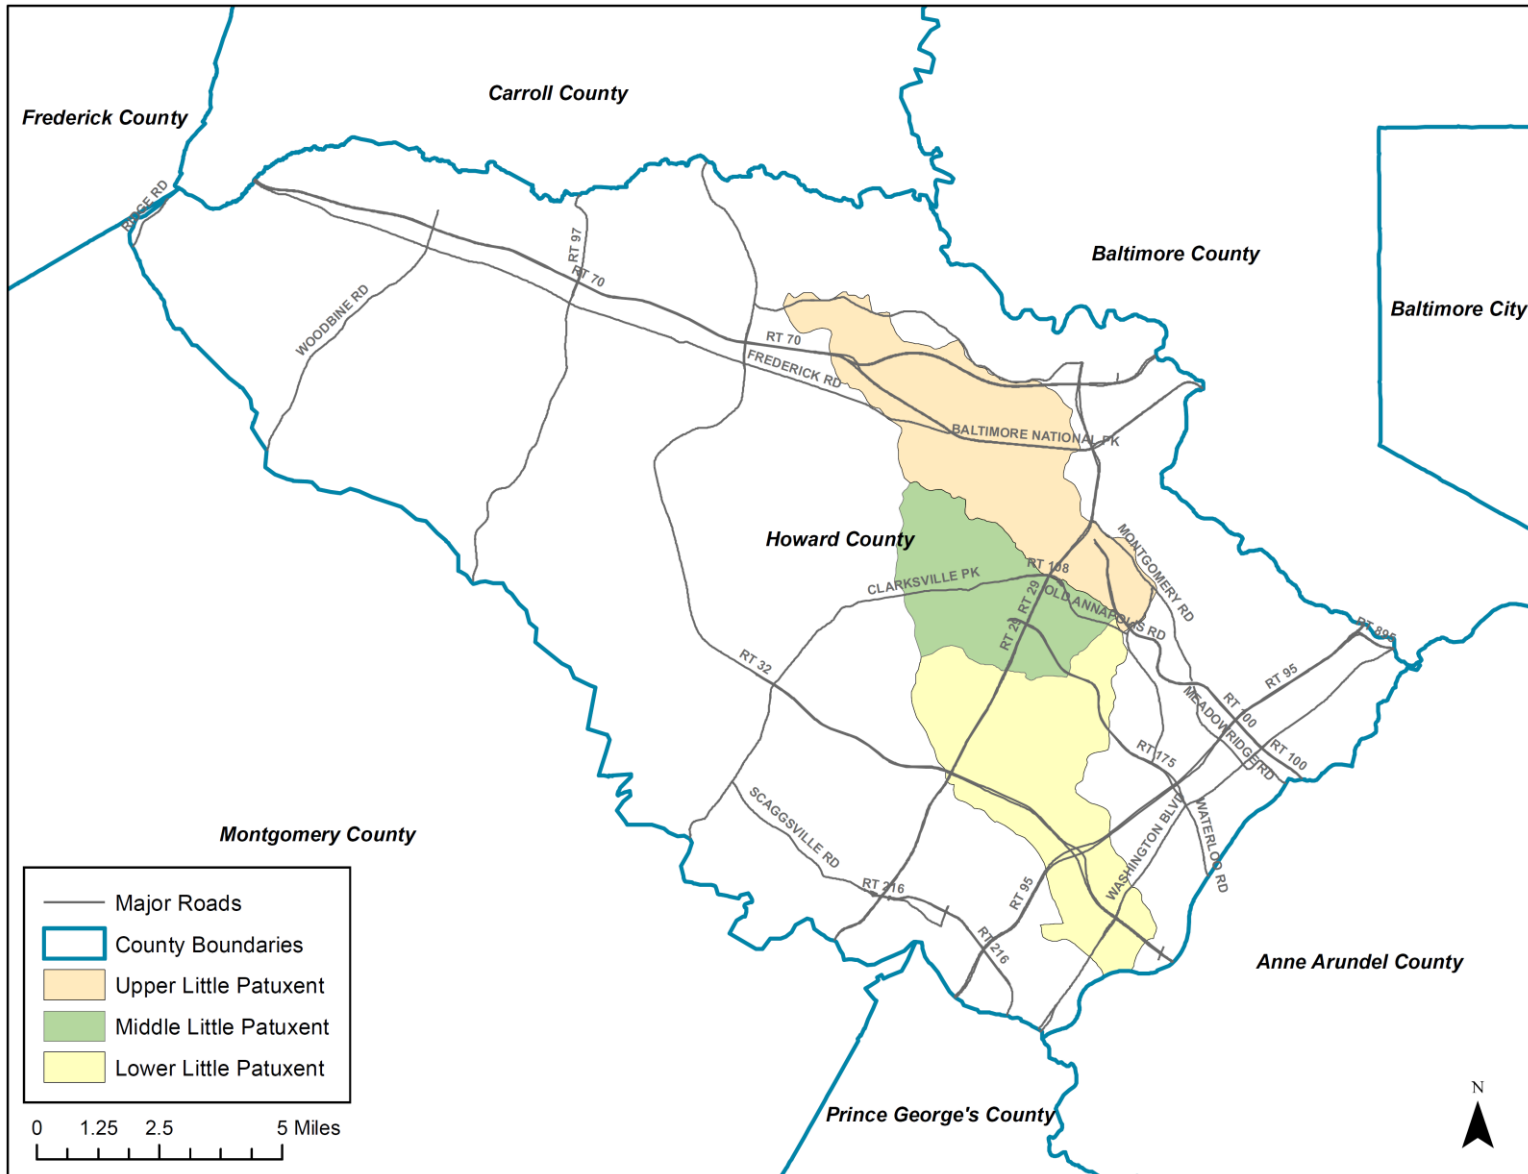 Carroll County
Frederick County
RIDGE RD
RT 97
Baltimore County
RT 70
Baltimore City
WOODBINE RD
RT 70
FREDERICK RD
BALTIMORE NATIONAL PK
Howard County
MONTGOMERY RD
RT 108
CLARKSVILLE PK
RT 29
OLD ANNAPOLIS RD
RT 29
RT 895
RT 32
RT 95
MEADOWRIDGE RD
RT 100
RT 175
RT 100
SCAGGSVILLE RD
WASHINGTON BLVD
WATERLOO RD
Montgomery County
RT 216
RT 95
RT 216
Anne Arundel County
Major Roads
County Boundaries
Upper Little Patuxent
Middle Little Patuxent
Lower Little Patuxent
Prince George's County
N
0 1.25 2.5 5 Miles